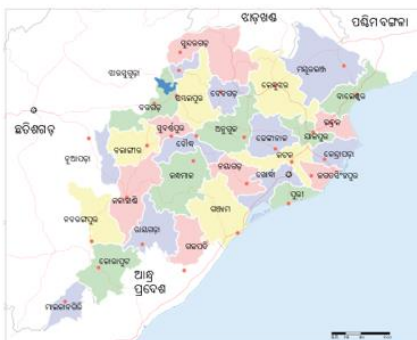 ଝାଡ଼ଖଣ୍ଡ
ପଶ୍ଚିମ ବଙ୍ଗଳା
ସୁନ୍ଦରଗଡ଼
ଝାରସୁଗୁଡ଼ା
ମୟୂରଭଞ୍ଜ
ଦେବଗଡ଼
କେନ୍ଦୁଝର
ବାଲେଶ୍ୱର
ସମ୍ବଲପୁର
ବରଗଡ଼
ଛତିଶଗଡ଼
ଭଦ୍ରକ
ସୁବର୍ଣ୍ଣପୁର
ଅନୁଗୁଳ
ଯାଜପୁର
ନୂଆପଡ଼ା
ବଲାଙ୍ଗୀର
ବୌଦ୍ଧ
ଢେଙ୍କାନାଳ
କେନ୍ଦ୍ରାପଡ଼ା
କଟକ
କନ୍ଧମାଳ
ନୟାଗଡ଼
ଖୋର୍ଦ୍ଧା
ଜଗତସିଂହପୁର
କଳାହାଣ୍ଡି
ପୁରୀ
ନବରଙ୍ଗପୁର
ଗଞ୍ଜାମ
ରାୟଗଡ଼ା
ଗଜପତି
କୋରାପୁଟ
ଆନ୍ଧ୍ର
ପ୍ରଦେଶ
ମାଲକାନଗିରି